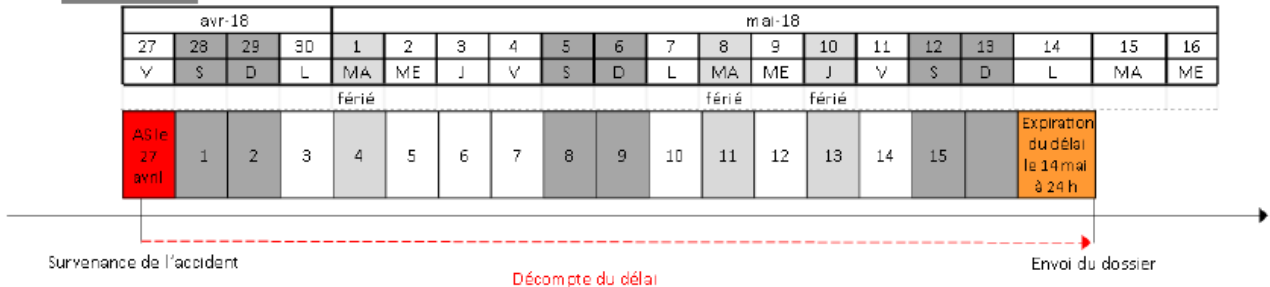 avr-18 mai-18
27 28 29 30 1 2 3 4 5 6 7 8 9 10 11 12 13 14 15 16
V S D L MA ME J V S D L MA ME J V S D L MA ME
férié férié férié
AS le
27
avril
1 2 3 4 5 6 7 8 9 10 11 12 13 14 15
Expiration
du délai
le 14 mai
à 24 h
Survenance de l'accident
Envoi du dossier
Décompte du délai